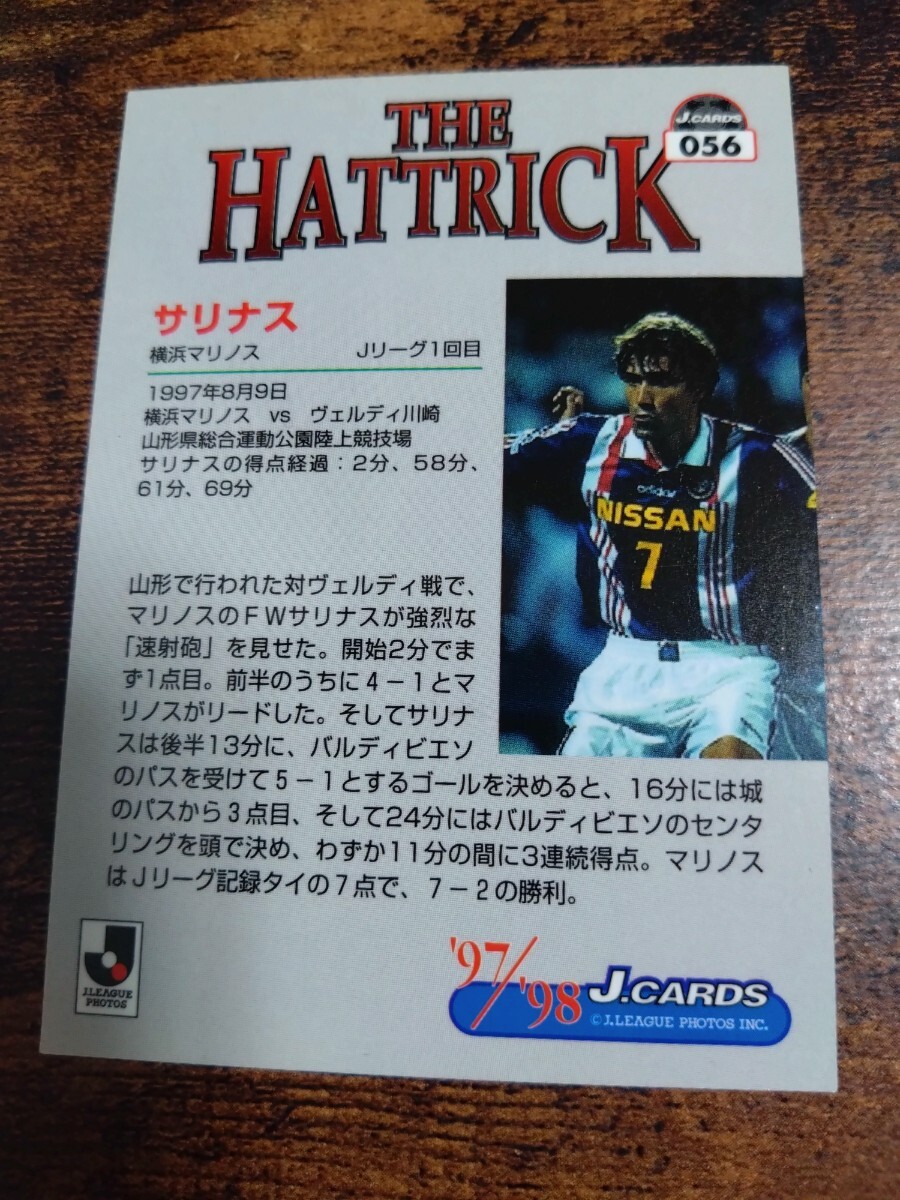 THE
HATTRICK
J.CARDS
056
サリナス
横浜マリノス　Jリーグ1回目
1997年8月9日
横浜マリノス　vs　ヴェルディ川崎
山形県総合運動公園陸上競技場
サリナスの得点経過：2分、58分、
61分、69分
adidas
NISSAN
7
山形で行われた対ヴェルディ戦で、
マリノスのFWサリナスが強烈な
「速射砲」を見せた。開始2分でま
ず1点目。前半のうちに4－1とマ
リノスがリードした。そしてサリナ
スは後半13分に、バルディビエソ
のパスを受けて5－1とするゴールを決めると、16分には城
のパスから3点目、そして24分にはバルディビエソのセンタ
リングを頭で決め、わずか11分の間に3連続得点。マリノス
はJリーグ記録タイの7点で、7－2の勝利。
J.LEAGUE
PHOTOS
'97/'98 J.CARDS
©J.LEAGUE PHOTOS INC.